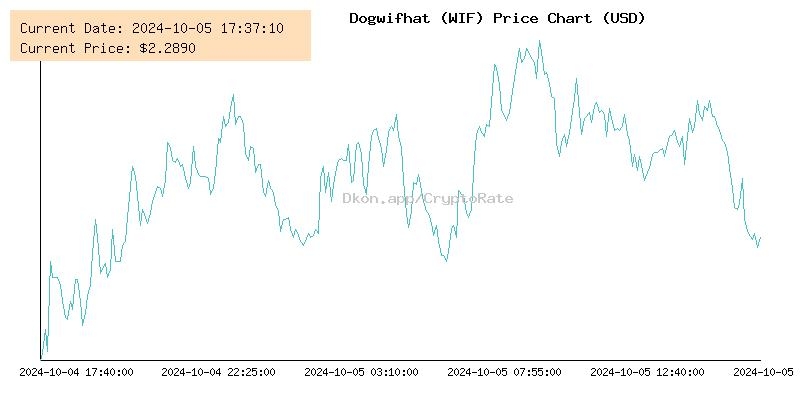 Dogwifhat (WIF) Price Chart (USD)
Current Date: 2024-10-05 17:37:10
Current Price: $2.2890
Dkon.app/CryptoRate
2024-10-04 17:40:00 2024-10-04 22:25:00 2024-10-05 03:10:00 2024-10-05 07:55:00 2024-10-05 12:40:00 2024-10-05